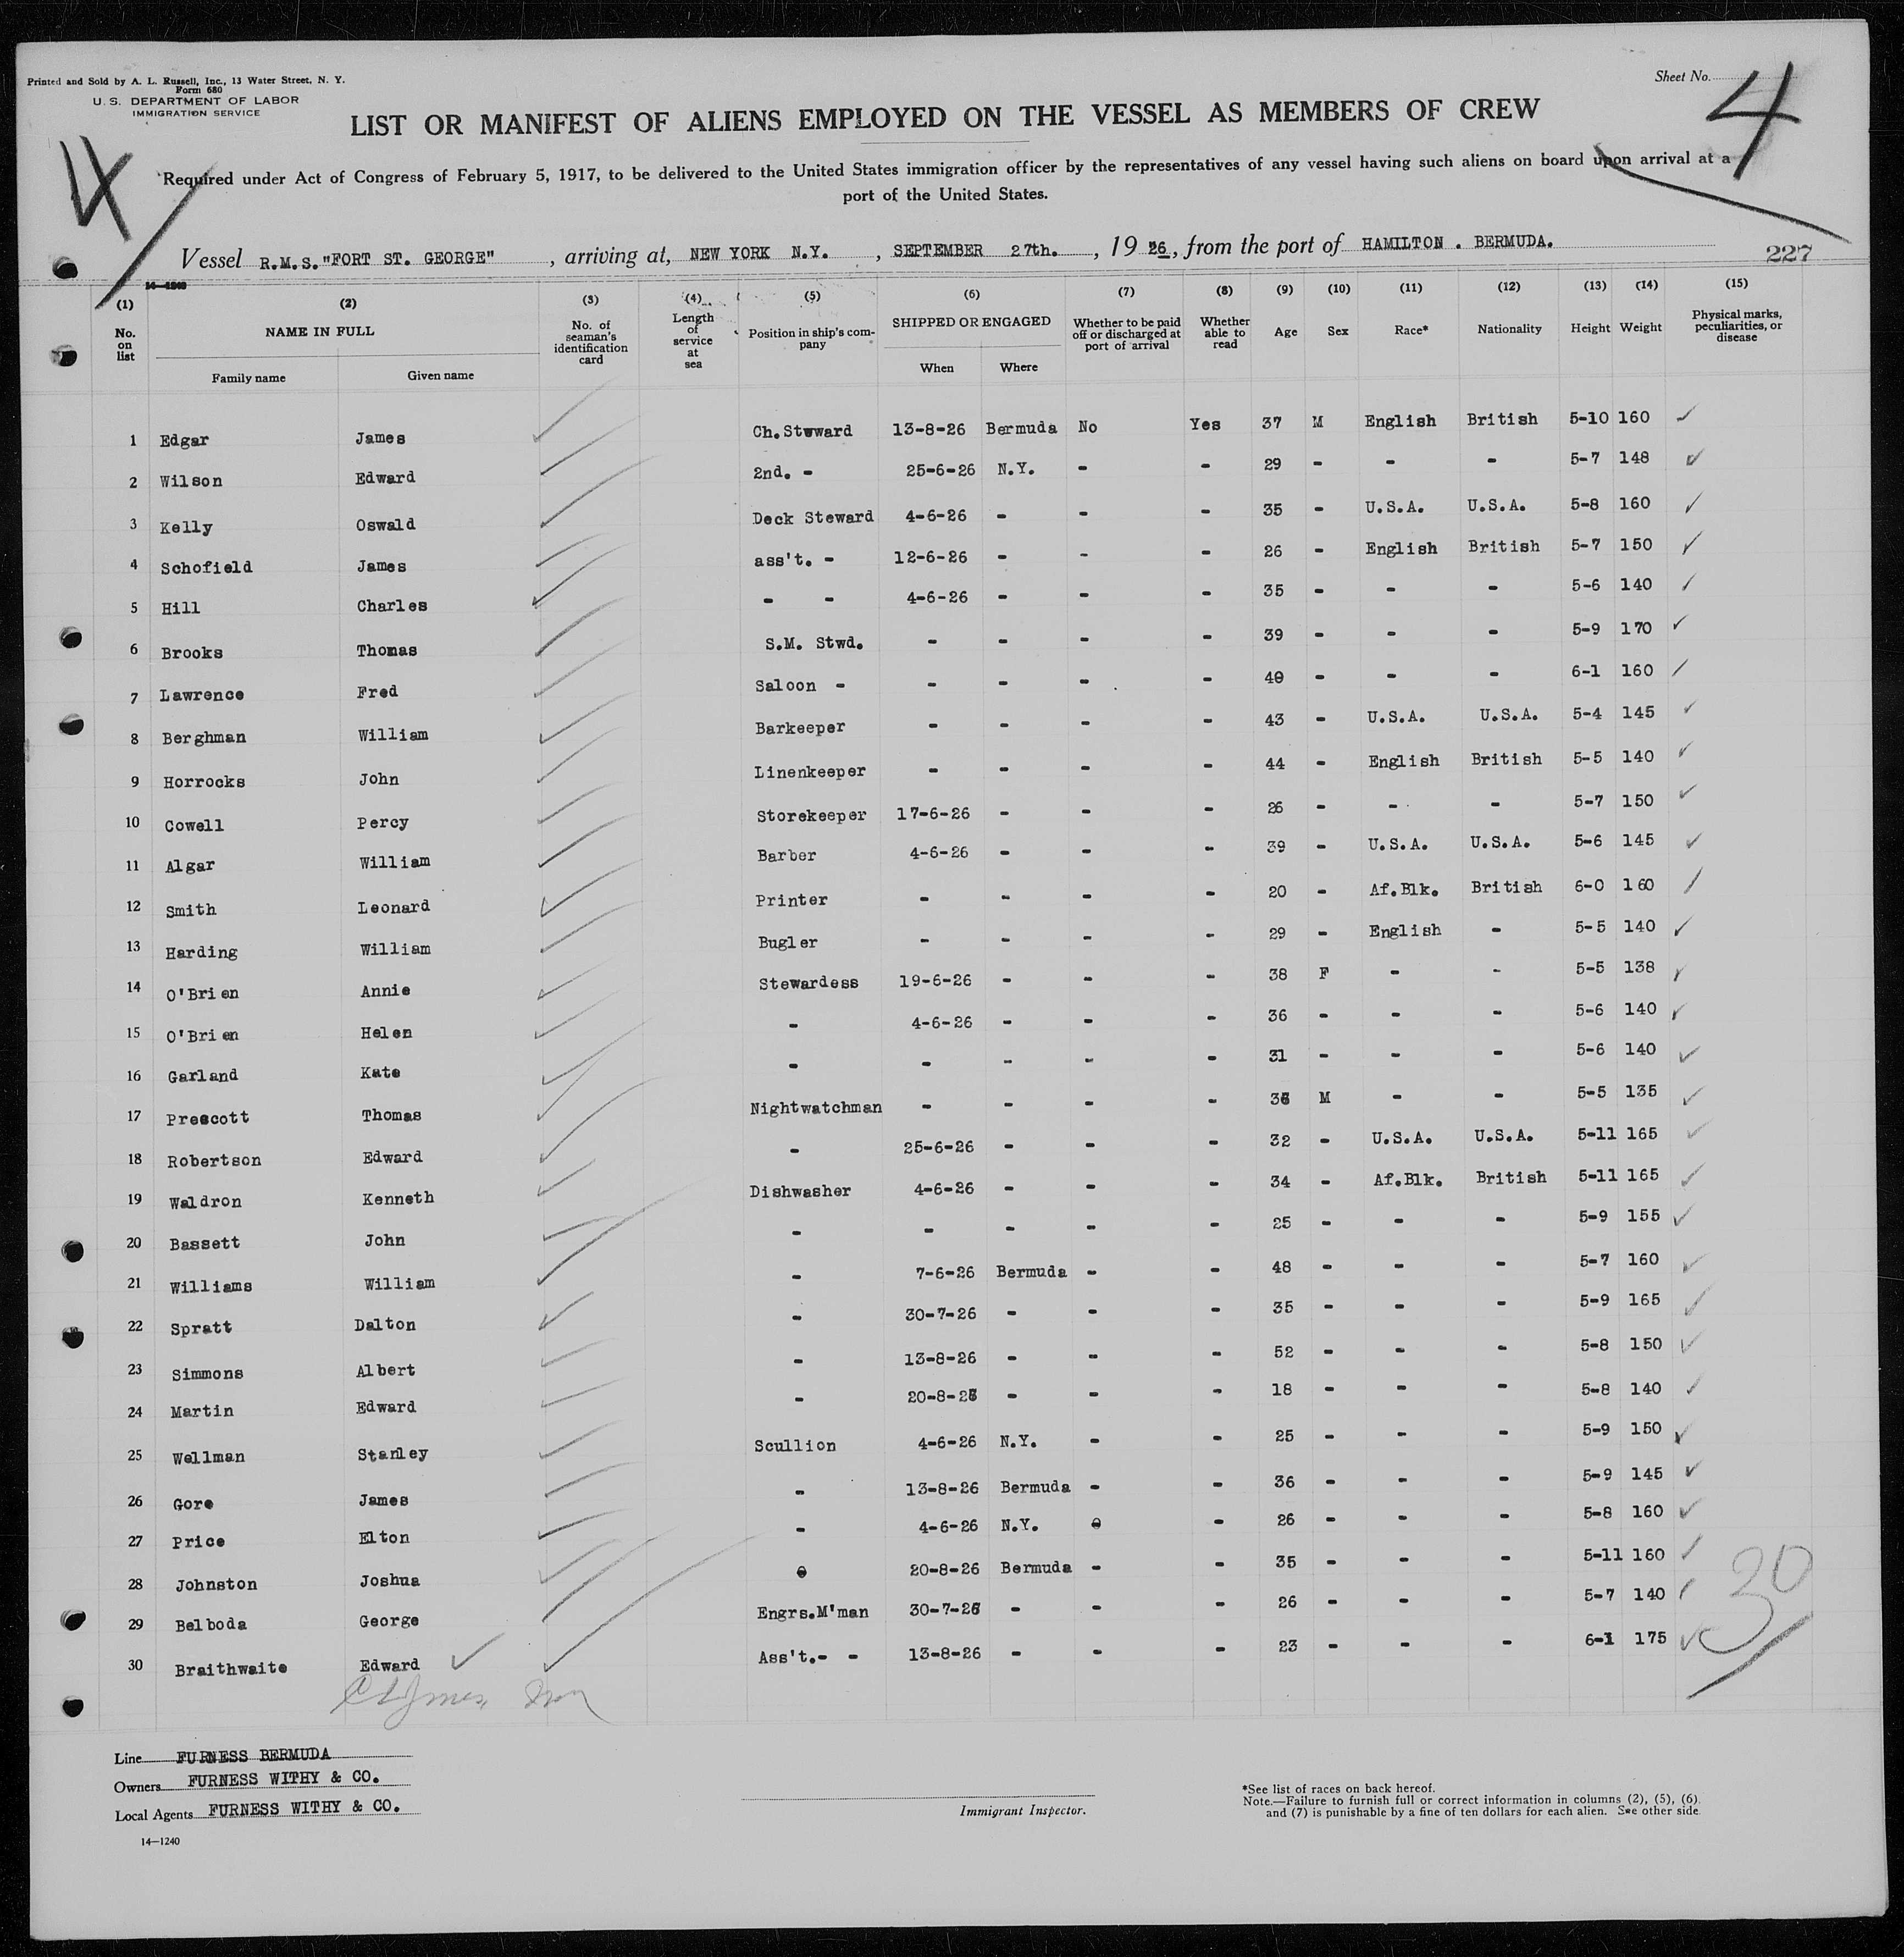 Printed and Sold by A. L. Russell, Inc., 13 Water Street, N. Y.
Form 680
U. S. DEPARTMENT OF LABOR
IMMIGRATION SERVICE
Sheet No.
4
4
LIST OR MANIFEST OF ALIENS EMPLOYED ON THE VESSEL AS MEMBERS OF CREW
Required under Act of Congress of February 5, 1917, to be delivered to the United States immigration officer by the representatives of any vessel having such aliens on board upon arrival at a
port of the United States.
Vessel R.M.S."FORT ST. GEORGE" , arriving at, NEW YORK N.Y. , SEPTEMBER 27th. , 19 26, from the port of HAMILTON . BERMUDA.
227
14—1240
(1) (2) (3) (4) (5) (6) (7) (8) (9) (10) (11) (12) (13) (14) (15)
No. on list NAME IN FULL No. of seaman's identification card Length of service at sea Position in ship's company SHIPPED OR ENGAGED Whether to be paid off or discharged at port of arrival Whether able to read Age Sex Race* Nationality Height Weight Physical marks, peculiarities, or disease
Family name Given name When Where
1 Edgar James Ch.Stwward 13-8-26 Bermuda No Yes 37 M English British 5-10 160
2 Wilson Edward 2nd. - 25-6-26 N.Y. - - 29 - - - 5-7 148
3 Kelly Oswald Deck Steward 4-6-26 - - - 35 - U.S.A. U.S.A. 5-8 160
4 Schofield James ass't. - 12-6-26 - - - 26 - English British 5-7 150
5 Hill Charles - - 4-6-26 - - - 35 - - - 5-6 140
6 Brooks Thomas S.M. Stwd. - - - - 39 - - - 5-9 170
7 Lawrence Fred Saloon - - - - - 40 - - - 6-1 160
8 Berghman William Barkeeper - - - - 43 - U.S.A. U.S.A. 5-4 145
9 Horrocks John Linenkeeper - - - - 44 - English British 5-5 140
10 Cowell Percy Storekeeper 17-6-26 - - - 26 - - - 5-7 150
11 Algar William Barber 4-6-26 - - - 39 - U.S.A. U.S.A. 5-6 145
12 Smith Leonard Printer - - - - 20 - Af.Blk. British 6-0 160
13 Harding William Bugler - - - - 29 - English - 5-5 140
14 O'Brien Annie Stewardess 19-6-26 - - - 38 F - - 5-5 138
15 O'Brien Helen - 4-6-26 - - - 36 - - - 5-6 140
16 Garland Kate - - - - - 31 - - - 5-6 140
17 Prescott Thomas Nightwatchman - - - - M - - 5-5 135
18 Robertson Edward - 25-6-26 - - - 32 - U.S.A. U.S.A. 5-11 165
19 Waldron Kenneth Dishwasher 4-6-26 - - - 34 - Af.Blk. British 5-11 165
20 Bassett John - - - - - 25 - - - 5-9 155
21 Williams William - 7-6-26 Bermuda - - 48 - - - 5-7 160
22 Spratt Dalton - 30-7-26 - - - 35 - - - 5-9 165
23 Simmons Albert - 13-8-26 - - - 52 - - - 5-8 150
24 Martin Edward - 20-8-26 - - - 18 - - - 5-8 140
25 Wellman Stanley Scullion 4-6-26 N.Y. - - 25 - - - 5-9 150
26 Gore James - 13-8-26 Bermuda - - 36 - - - 5-9 145
27 Price Elton - 4-6-26 N.Y. - - 26 - - - 5-8 160
28 Johnston Joshua - 20-8-26 Bermuda - - 35 - - - 5-11 160
29 Belboda George Engrs.M'man 30-7-26 - - - 26 - - - 5-7 140
30 Braithwaite Edward Ass't.- - 13-8-26 - - - 23 - - - 6-1 175
30
Line FURNESS BERMUDA
Owners FURNESS WITHY & CO.
Local Agents FURNESS WITHY & CO.
14—1240
Immigrant Inspector.
*See list of races on back hereof.
Note.—Failure to furnish full or correct information in columns (2), (5), (6)
and (7) is punishable by a fine of ten dollars for each alien. See other side